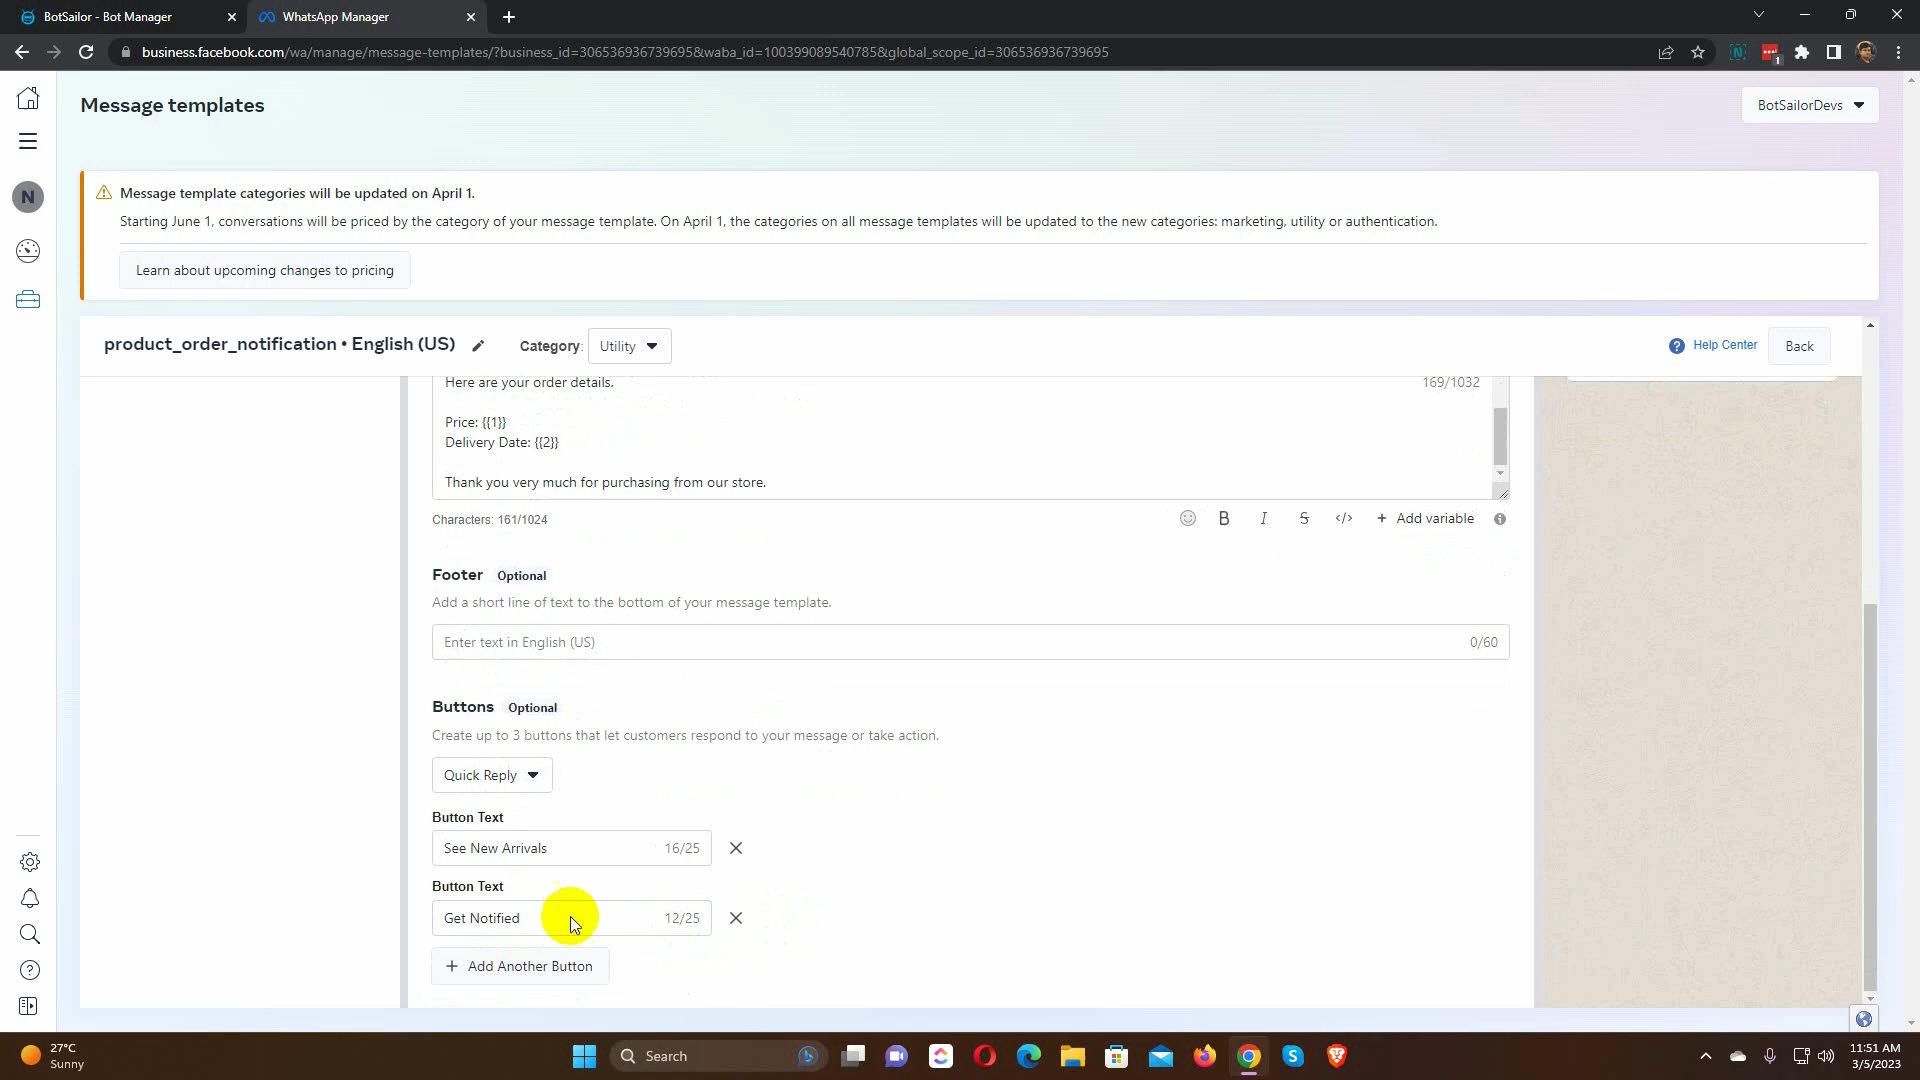 BotSailor - Bot Manager
WhatsApp Manager
business.facebook.com/wa/manage/message-templates/?business_id=306536936739695&waba_id=100399089540785&global_scope_id=306536936739695
1
Message templates
BotSailorDevs
N
Message template categories will be updated on April 1.
Starting June 1, conversations will be priced by the category of your message template. On April 1, the categories on all message templates will be updated to the new categories: marketing, utility or authentication.
Learn about upcoming changes to pricing
product_order_notification • English (US)
Category:
Utility
Help Center
Back
Here are your order details.
169/1032
Price: {{1}}
Delivery Date: {{2}}
Thank you very much for purchasing from our store.
Characters: 161/1024
B
I
S
</>
+ Add variable
Footer
Optional
Add a short line of text to the bottom of your message template.
Enter text in English (US)
0/60
Buttons
Optional
Create up to 3 buttons that let customers respond to your message or take action.
Quick Reply
Button Text
See New Arrivals
16/25
Button Text
Get Notified
12/25
+ Add Another Button
27°C
Sunny
Search
11:51 AM
3/5/2023